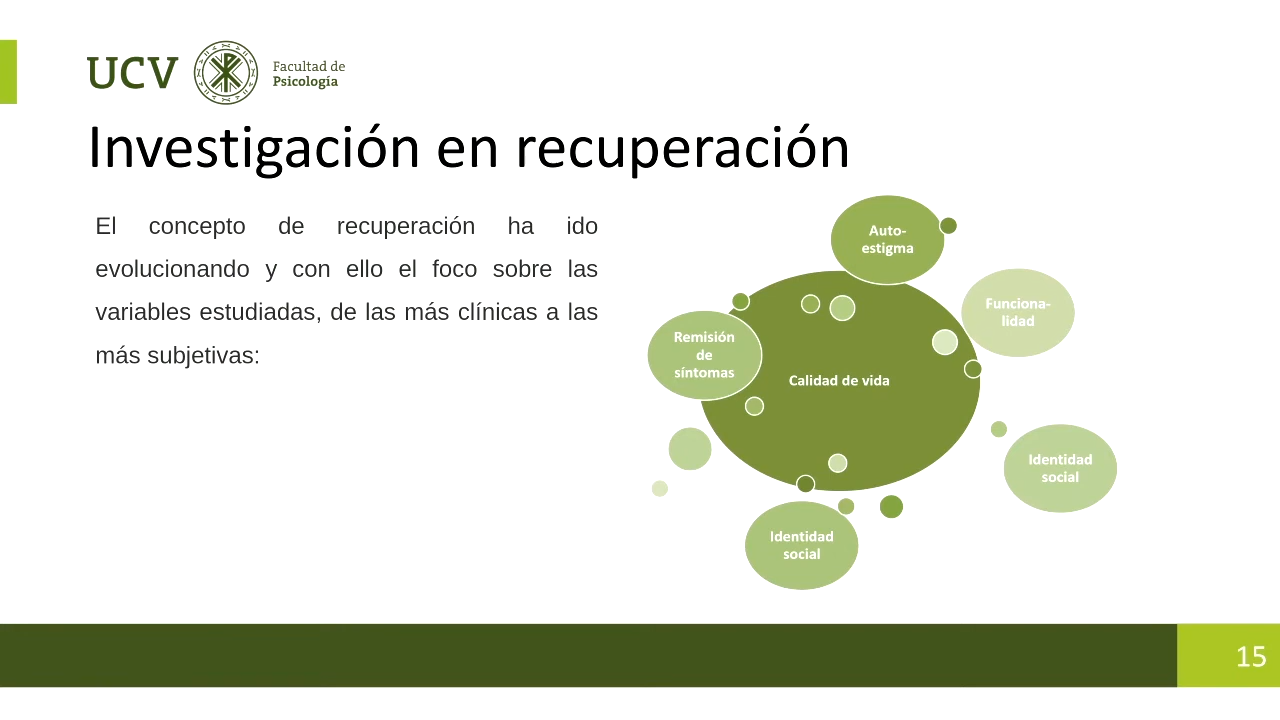 UCV
Facultad de
Psicología
Investigación en recuperación
El concepto de recuperación ha ido
evolucionando y con ello el foco sobre las
variables estudiadas, de las más clínicas a las
más subjetivas:
Auto-
estigma
Funciona-
lidad
Remisión
de
síntomas
Calidad de vida
Identidad
social
Identidad
social
15